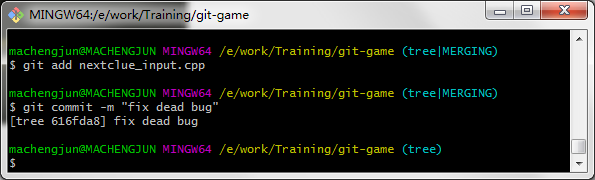 MINGW64:/e/work/Training/git-game
machengjun@MACHENGJUN MINGW64 /e/work/Training/git-game (tree|MERGING)
$ git add nextclue_input.cpp
machengjun@MACHENGJUN MINGW64 /e/work/Training/git-game (tree|MERGING)
$ git commit -m "fix dead bug"
[tree 616fda8] fix dead bug
machengjun@MACHENGJUN MINGW64 /e/work/Training/git-game (tree)
$